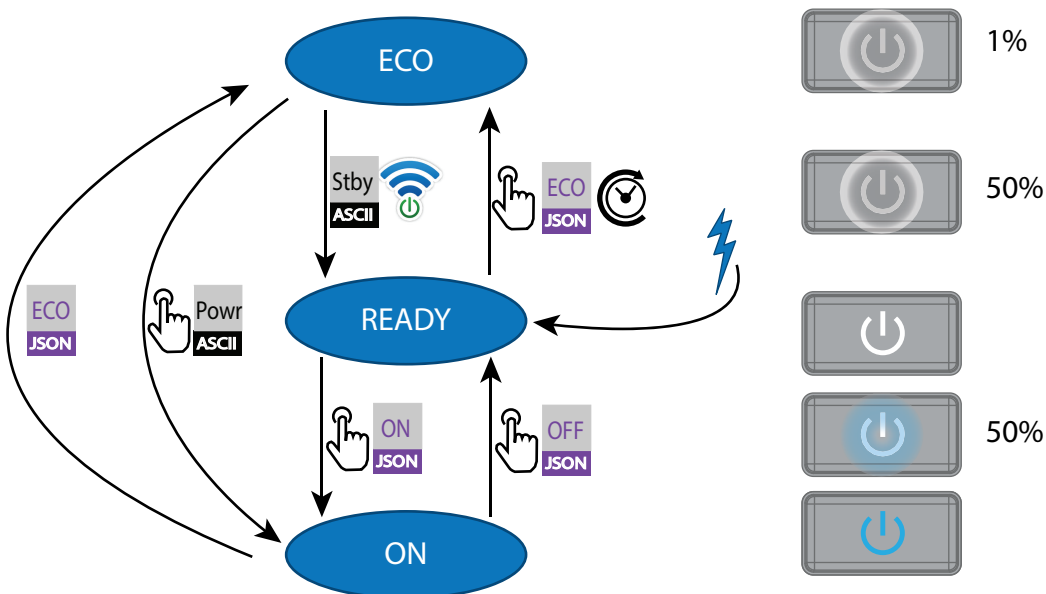 ECO
1%
Stby
ASCII
ECO
JSON
50%
ECO
JSON
Powr
ASCII
READY
ON
JSON
OFF
JSON
50%
ON